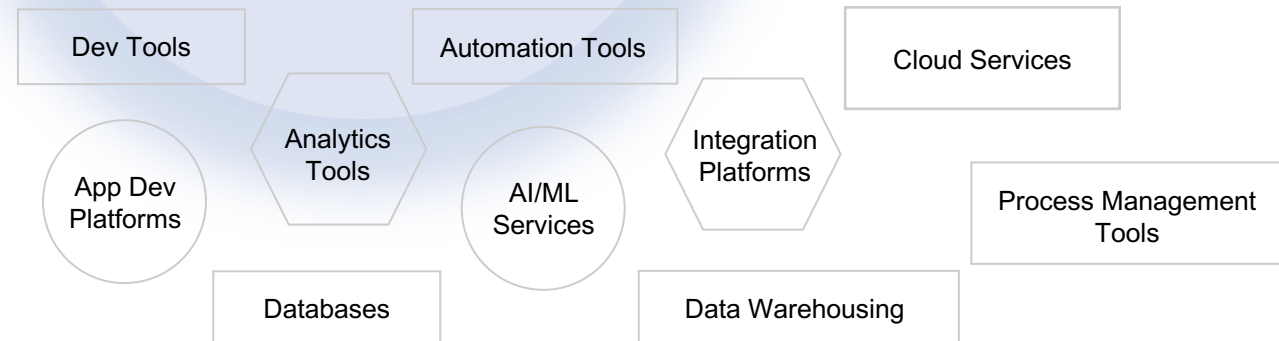 Dev Tools
Automation Tools
Cloud Services
Analytics
Tools
Integration
Platforms
App Dev
Platforms
AI/ML
Services
Process Management
Tools
Databases
Data Warehousing